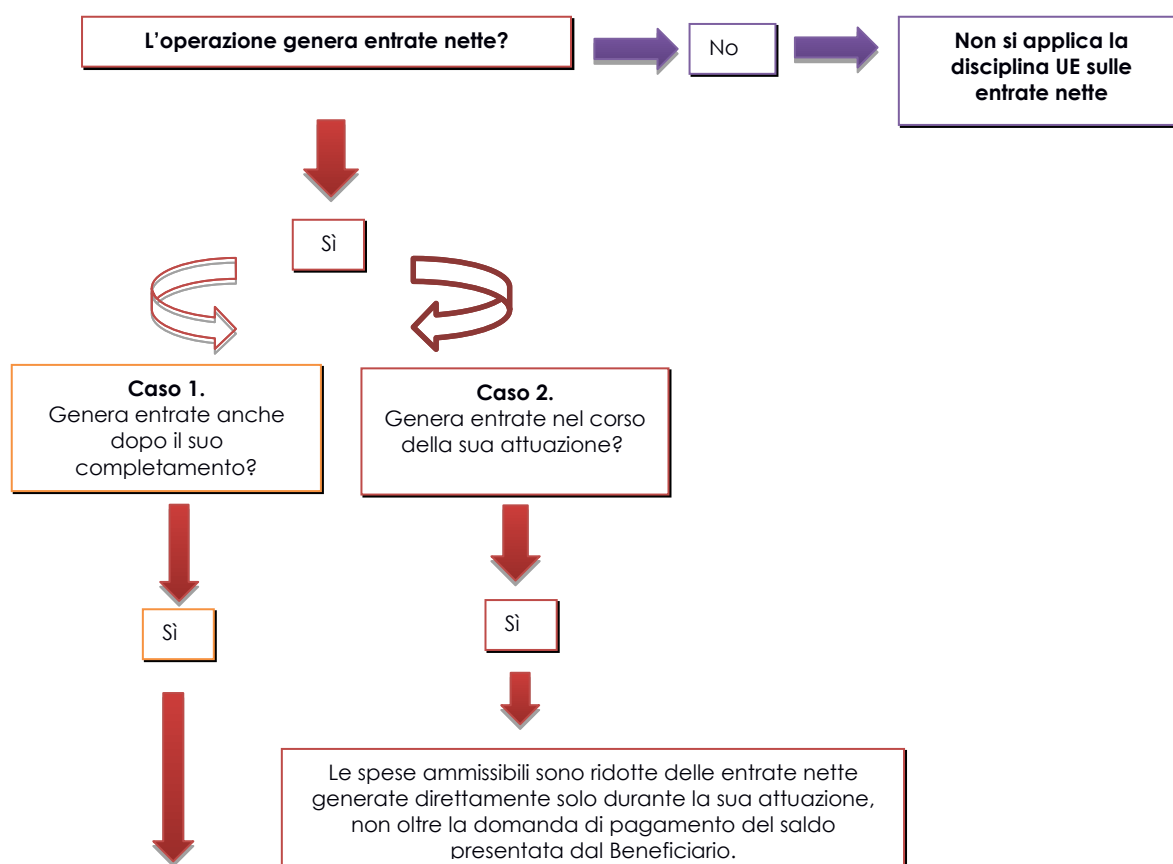 L'operazione genera entrate nette?
No
Non si applica la
disciplina UE sulle
entrate nette
Sì
Caso 1.
Genera entrate anche
dopo il suo
completamento?
Caso 2.
Genera entrate nel corso
della sua attuazione?
Sì
Sì
Le spese ammissibili sono ridotte delle entrate nette
generate direttamente solo durante la sua attuazione,
non oltre la domanda di pagamento del saldo
presentata dal Beneficiario.